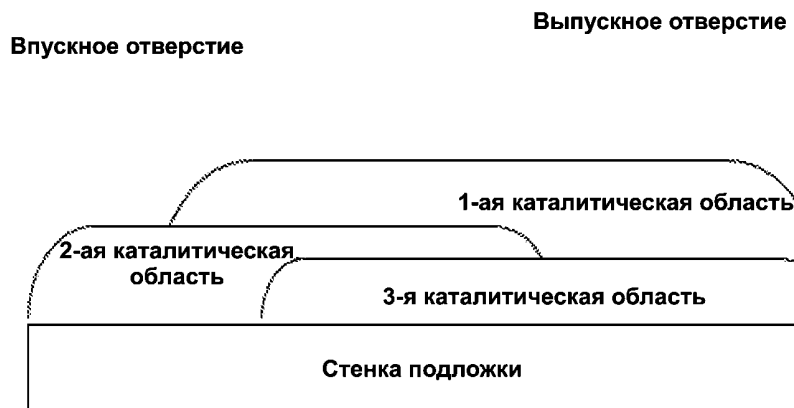 Выпускное отверстие
Впускное отверстие
1-ая каталитическая область
2-ая каталитическая
область
3-я каталитическая область
Стенка подложки